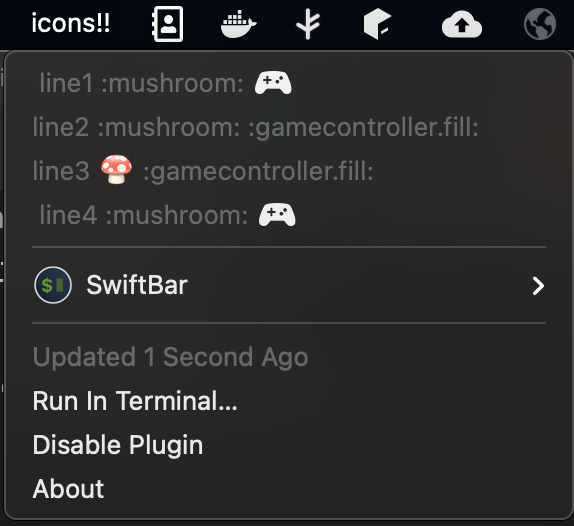 icons!!
line1 :mushroom: 🎮
line2 :mushroom: :gamecontroller.fill:
line3 🍄 :gamecontroller.fill:
line4 :mushroom: 🎮
$
SwiftBar
Updated 1 Second Ago
Run In Terminal...
Disable Plugin
About